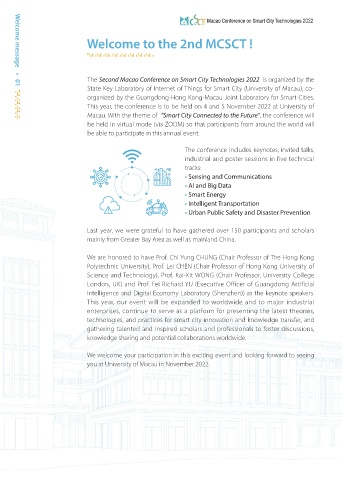 Macao Conference on Smart City Technologies 2022
Welcome message • 01
Welcome to the 2nd MCSCT !
The Second Macao Conference on Smart City Technologies 2022 is organized by the
State Key Laboratory of Internet of Things for Smart City (University of Macau), co-
organized by the Guangdong-Hong Kong-Macau Joint Laboratory for Smart Cities.
This year, the conference is to be held on 4 and 5 November 2022 at University of
Macau. With the theme of "Smart City Connected to the Future", the conference will
be held in virtual mode (via ZOOM) so that participants from around the world will
be able to participate in this annual event.
The conference includes keynotes, invited talks,
industrial and poster sessions in five technical
tracks:
• Sensing and Communications
• AI and Big Data
• Smart Energy
• Intelligent Transportation
• Urban Public Safety and Disaster Prevention
Last year, we were grateful to have gathered over 150 participants and scholars
mainly from Greater Bay Area as well as mainland China.
We are honored to have Prof. Chi Yung CHUNG (Chair Professor of The Hong Kong
Polytechnic University), Prof. Lei CHEN (Chair Professor of Hong Kong University of
Science and Technology), Prof. Kai-Kit WONG (Chair Professor, University College
London, UK) and Prof. Fei Richard YU (Executive Officer of Guangdong Artificial
Intelligence and Digital Economy Laboratory (Shenzhen)) as the keynote speakers.
This year, our event will be expanded to worldwide and to major industrial
enterprises, continue to serve as a platform for presenting the latest theories,
technologies, and practices for smart city innovation and knowledge transfer, and
gathering talented and inspired scholars and professionals to foster discussions,
knowledge sharing and potential collaborations worldwide.
We welcome your participation in this exciting event and looking forward to seeing
you at University of Macau in November 2022.